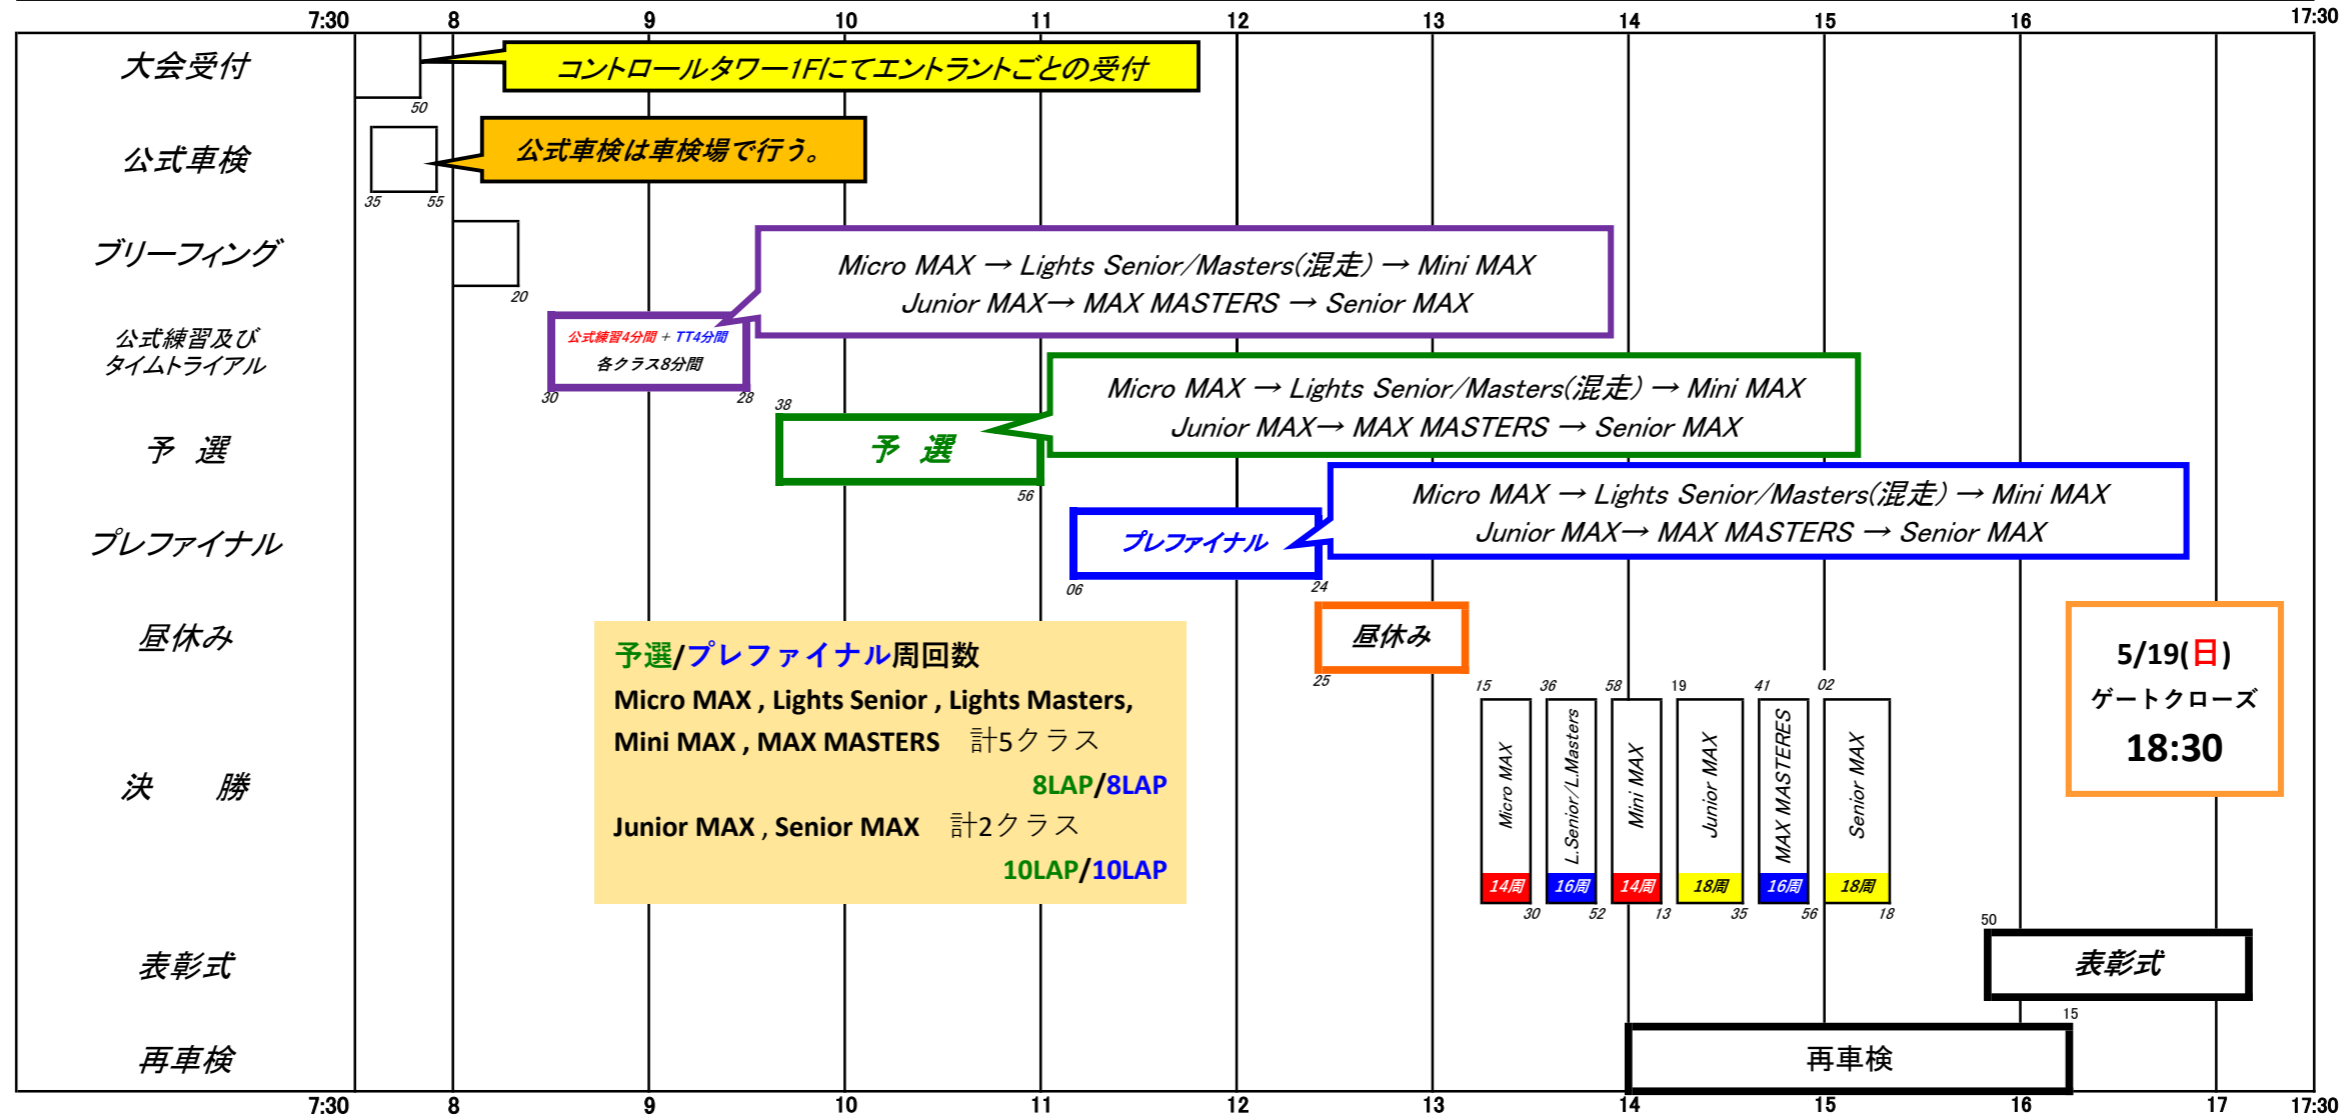 7:30 8 9 10 11 12 13 14 15 16 17:30
大会受付
コントロールタワー1Fにてエントラントごとの受付
50
公式車検
公式車検は車検場で行う。
35 55
ブリーフィング
20
Micro MAX → Lights Senior/Masters(混走) → Mini MAX
Junior MAX→ MAX MASTERS → Senior MAX
公式練習及び
タイムトライアル
公式練習4分間 + TT4分間
各クラス8分間
30 28
Micro MAX → Lights Senior/Masters(混走) → Mini MAX
Junior MAX→ MAX MASTERS → Senior MAX
予 選
38
予 選
56
Micro MAX → Lights Senior/Masters(混走) → Mini MAX
Junior MAX→ MAX MASTERS → Senior MAX
プレファイナル
プレファイナル
06 24
昼休み
昼休み
25
予選/プレファイナル周回数
Micro MAX , Lights Senior , Lights Masters,
Mini MAX , MAX MASTERS 計5クラス
8LAP/8LAP
Junior MAX , Senior MAX 計2クラス
10LAP/10LAP
5/19(日)
ゲートクローズ
18:30
決 勝
15 36 58 19 41 02
Micro MAX
L.Senior/L.Masters
Mini MAX
Junior MAX
MAX MASTERES
Senior MAX
14周 16周 14周 18周 16周 18周
30 52 13 35 56 18
表彰式
50
表彰式
再車検
15
再車検
7:30 8 9 10 11 12 13 14 15 16 17 17:30